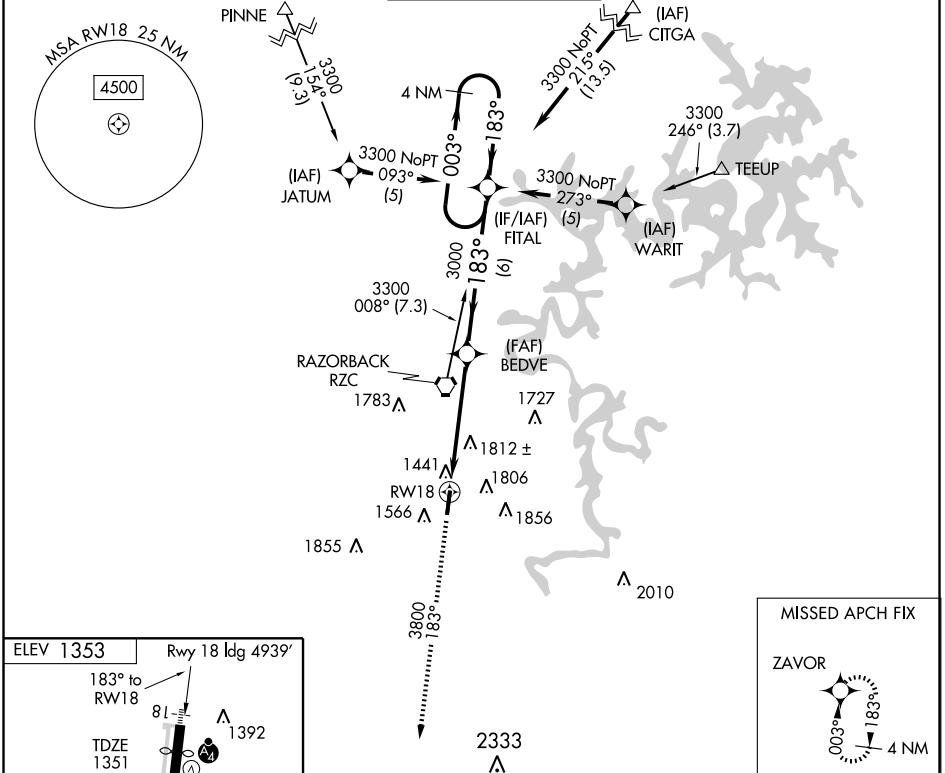 PINNE
(IAF)
CITGA
MSA RW18 25 NM
4500
3300
154°
(9.3)
3300 NoPT
215°
(13.5)
4 NM
003°
183°
3300
246° (3.7)
TEEUP
3300 NoPT
093°
(5)
(IAF)
JATUM
3300 NoPT
273°
(5)
(IF/IAF)
FITAL
(IAF)
WARIT
3000
183°
(6)
3300
008° (7.3)
RAZORBACK
RZC
(FAF)
BEDVE
1783
1727
1812 ±
1441
1806
RW18
1566
1856
1855
2010
3800
183°
MISSED APCH FIX
ZAVOR
003°
183°
4 NM
ELEV 1353
Rwy 18 ldg 4939'
183° to
RW18
18
1392
TDZE
1351
A4
2333